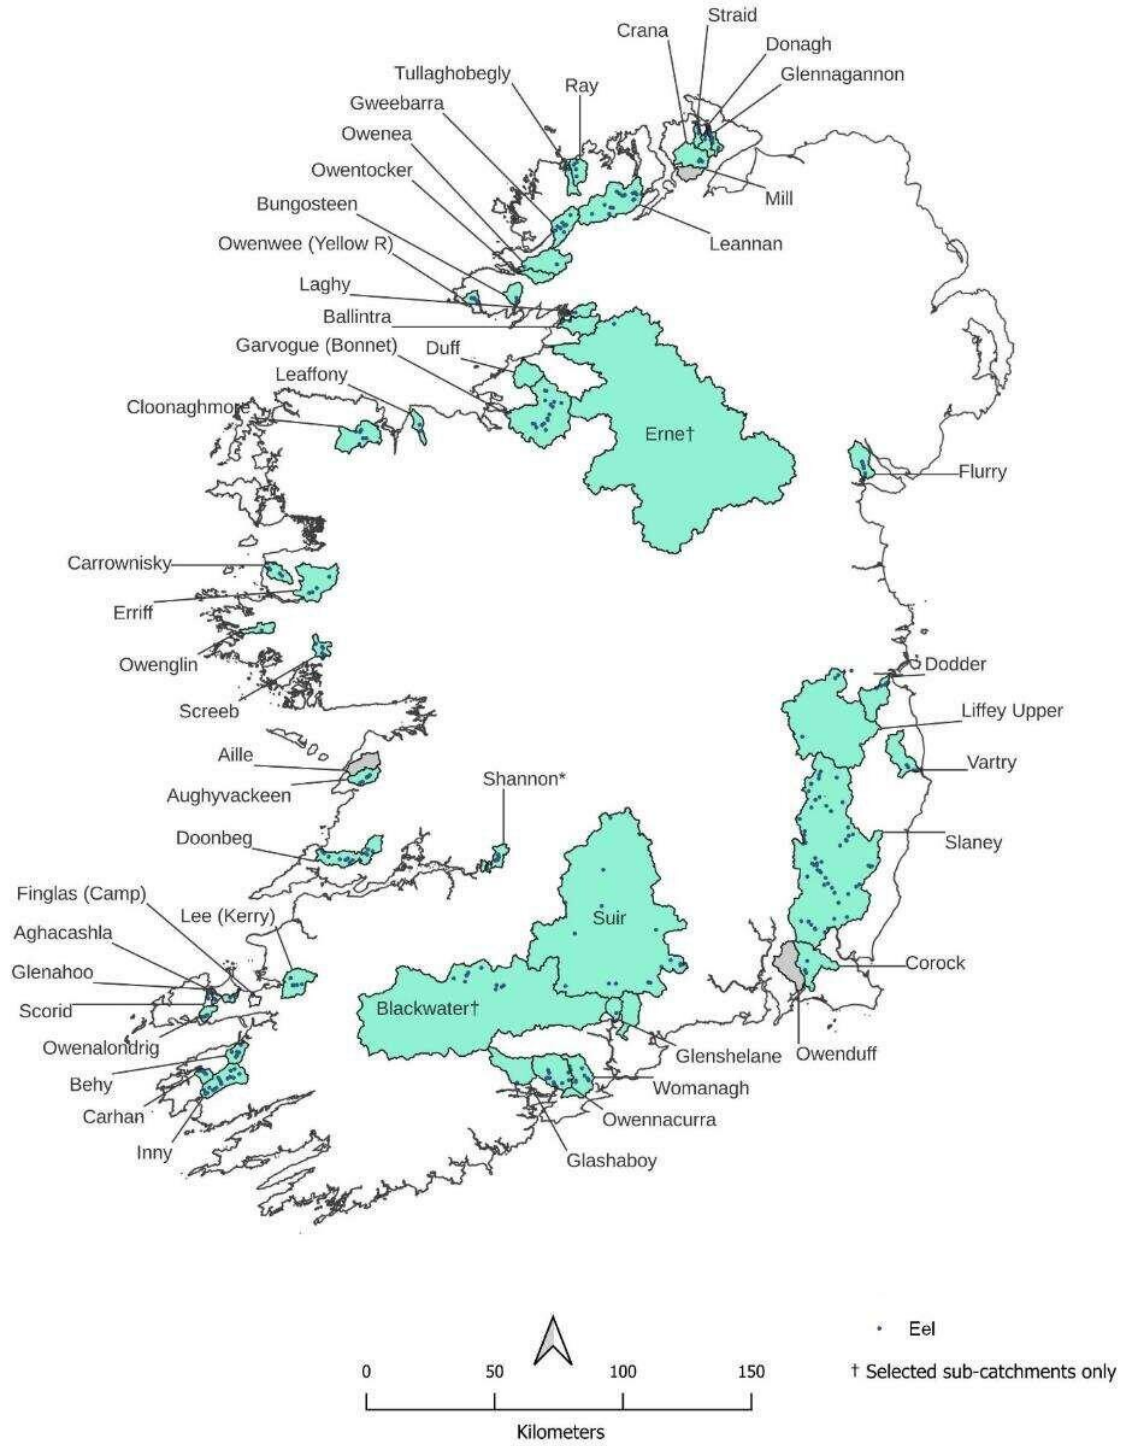 Straid
Crana
Donagh
Tullaghobegly
Glennagannon
Ray
Gweebarra
Owenea
Owentocker
Mill
Bungosteen
Owenwee (Yellow R)
Leannan
Laghy
Ballintra
Garvogue (Bonnet)
Duff
Leaffony
Cloonaghmore
Erne†
Flurry
Carrownisky
Erriff
Owenglin
Dodder
Screeb
Liffey Upper
Aille
Vartry
Shannon*
Aughyvackeen
Doonbeg
Slaney
Finglas (Camp)
Lee (Kerry)
Suir
Aghacashla
Corock
Glenahoo
Blackwater†
Scorid
Owenalondrig
Glenshelane
Owenduff
Behy
Womanagh
Carhan
Owennacurra
Inny
Glashaboy
Eel
0 50 100 150
† Selected sub-catchments only
Kilometers